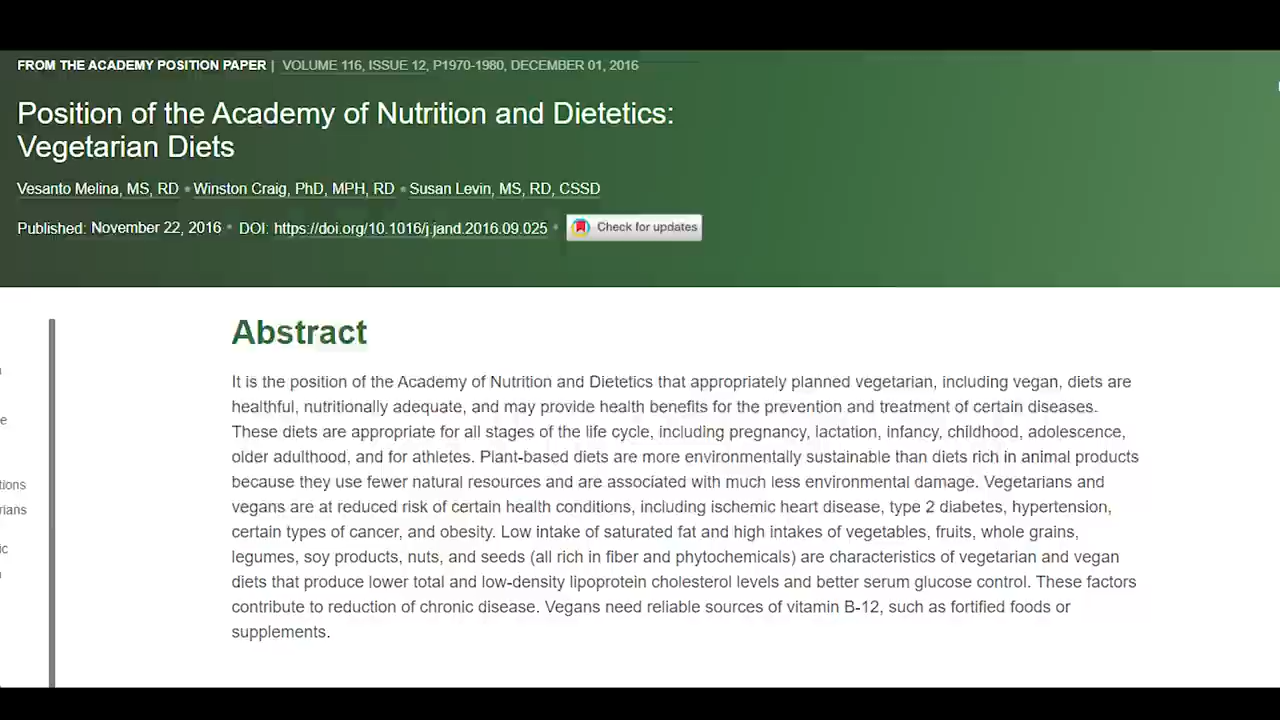 FROM THE ACADEMY POSITION PAPER | VOLUME 116, ISSUE 12, P1970-1980, DECEMBER 01, 2016
Position of the Academy of Nutrition and Dietetics:
Vegetarian Diets
Vesanto Melina, MS, RD • Winston Craig, PhD, MPH, RD • Susan Levin, MS, RD, CSSD
Published: November 22, 2016 • DOI: https://doi.org/10.1016/j.jand.2016.09.025 • Check for updates
Abstract
It is the position of the Academy of Nutrition and Dietetics that appropriately planned vegetarian, including vegan, diets are
healthful, nutritionally adequate, and may provide health benefits for the prevention and treatment of certain diseases.
These diets are appropriate for all stages of the life cycle, including pregnancy, lactation, infancy, childhood, adolescence,
older adulthood, and for athletes. Plant-based diets are more environmentally sustainable than diets rich in animal products
because they use fewer natural resources and are associated with much less environmental damage. Vegetarians and
vegans are at reduced risk of certain health conditions, including ischemic heart disease, type 2 diabetes, hypertension,
certain types of cancer, and obesity. Low intake of saturated fat and high intakes of vegetables, fruits, whole grains,
legumes, soy products, nuts, and seeds (all rich in fiber and phytochemicals) are characteristics of vegetarian and vegan
diets that produce lower total and low-density lipoprotein cholesterol levels and better serum glucose control. These factors
contribute to reduction of chronic disease. Vegans need reliable sources of vitamin B-12, such as fortified foods or
supplements.